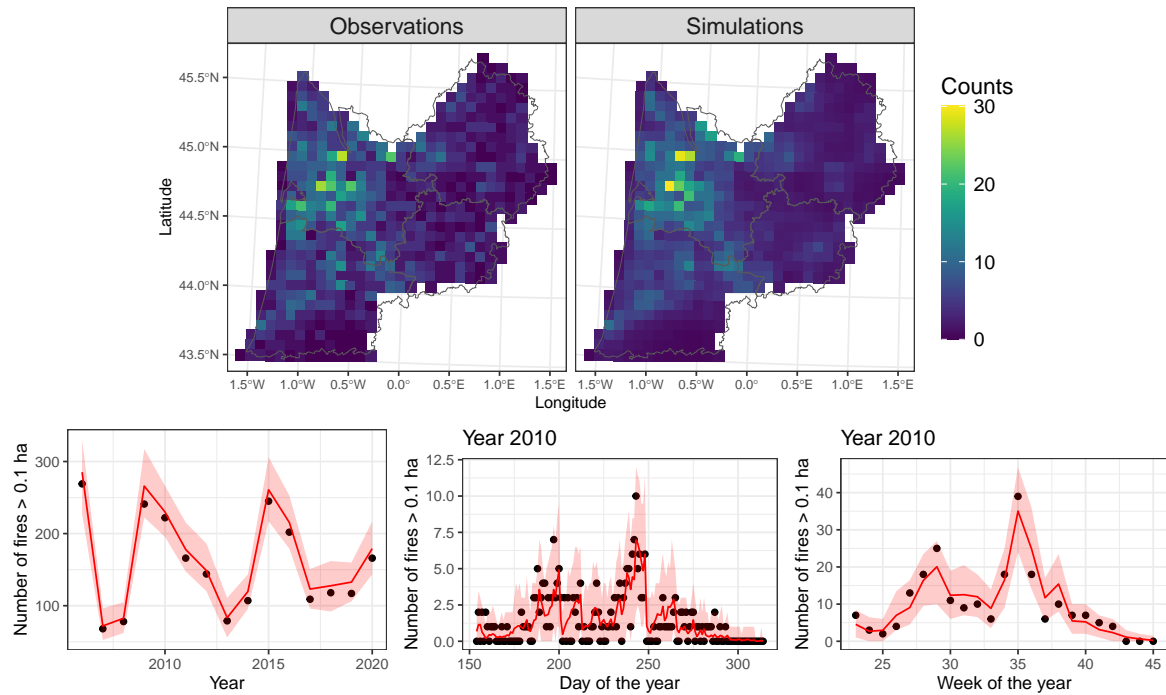 Observations
Simulations
45.5°N
45.0°N
44.5°N
44.0°N
43.5°N
Latitude
1.5°W 1.0°W 0.5°W 0.0° 0.5°E 1.0°E 1.5°E
1.5°W 1.0°W 0.5°W 0.0° 0.5°E 1.0°E 1.5°E
Longitude
Counts
30
20
10
0
Number of fires > 0.1 ha
300
200
100
2010 2015 2020
Year
Year 2010
Number of fires > 0.1 ha
12.5
10.0
7.5
5.0
2.5
0.0
150 200 250 300
Day of the year
Year 2010
Number of fires > 0.1 ha
40
30
20
10
0
25 30 35 40 45
Week of the year